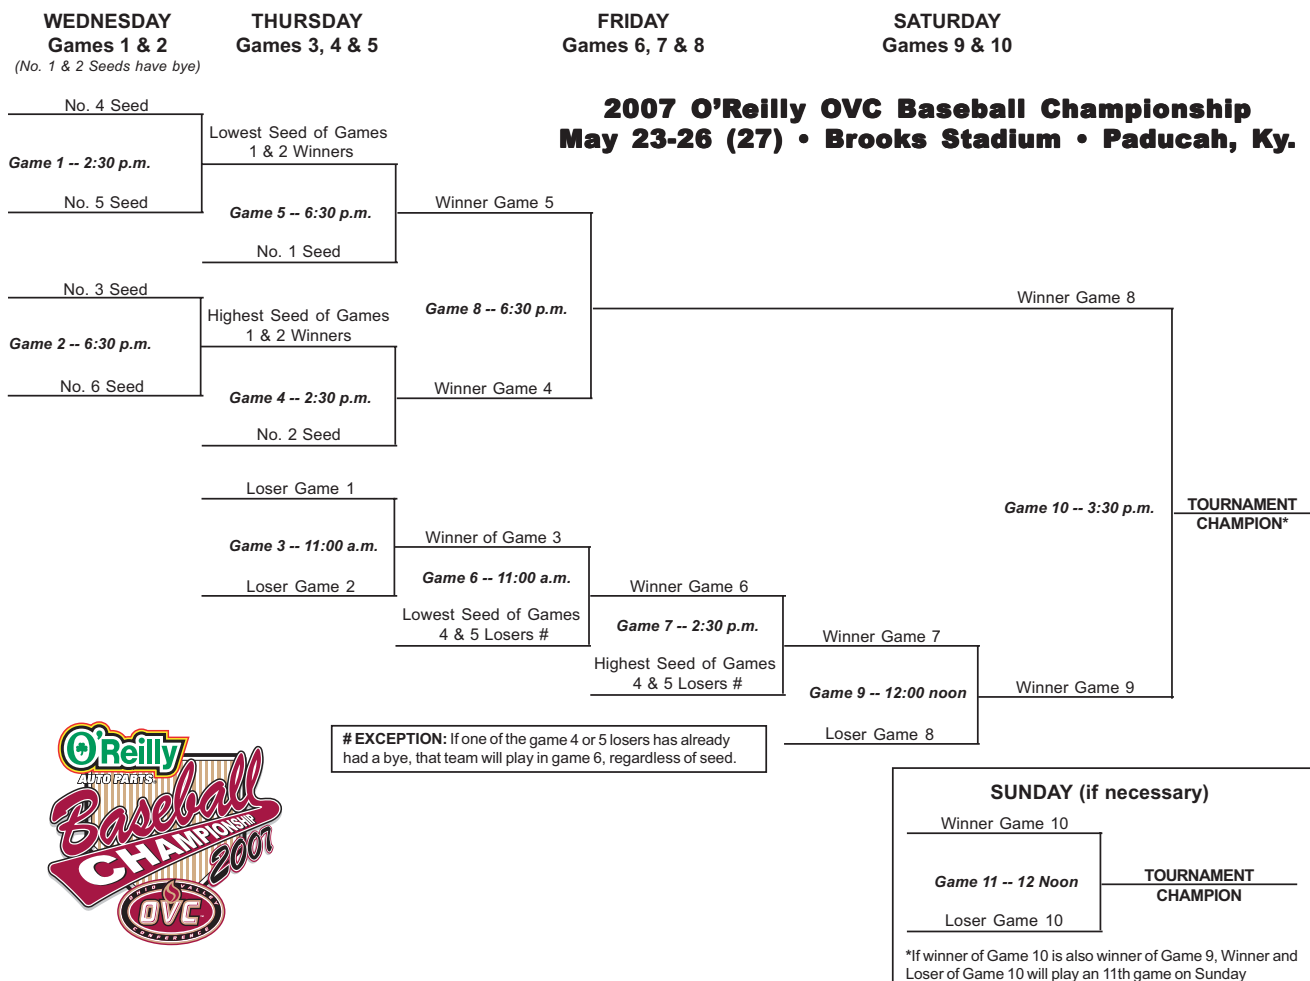 WEDNESDAY
Games 1 & 2
(No. 1 & 2 Seeds have bye)
THURSDAY
Games 3, 4 & 5
FRIDAY
Games 6, 7 & 8
SATURDAY
Games 9 & 10
2007 O'Reilly OVC Baseball Championship
May 23-26 (27) • Brooks Stadium • Paducah, Ky.
No. 4 Seed
Game 1 -- 2:30 p.m.
No. 5 Seed
No. 3 Seed
Game 2 -- 6:30 p.m.
No. 6 Seed
Lowest Seed of Games
1 & 2 Winners
Game 5 -- 6:30 p.m.
No. 1 Seed
Highest Seed of Games
1 & 2 Winners
Game 4 -- 2:30 p.m.
No. 2 Seed
Loser Game 1
Game 3 -- 11:00 a.m.
Loser Game 2
Winner Game 5
Game 8 -- 6:30 p.m.
Winner Game 4
Winner of Game 3
Game 6 -- 11:00 a.m.
Lowest Seed of Games
4 & 5 Losers #
Winner Game 6
Game 7 -- 2:30 p.m.
Highest Seed of Games
4 & 5 Losers #
Winner Game 7
Game 9 -- 12:00 noon
Loser Game 8
Winner Game 8
Game 10 -- 3:30 p.m.
Winner Game 9
TOURNAMENT
CHAMPION*
# EXCEPTION: If one of the game 4 or 5 losers has already
had a bye, that team will play in game 6, regardless of seed.
O'Reilly
AUTO PARTS
Baseball
CHAMPIONSHIP
2007
OHIO VALLEY
OVC
CONFERENCE
SUNDAY (if necessary)
Winner Game 10
Game 11 -- 12 Noon
Loser Game 10
TOURNAMENT
CHAMPION
*If winner of Game 10 is also winner of Game 9, Winner and
Loser of Game 10 will play an 11th game on Sunday